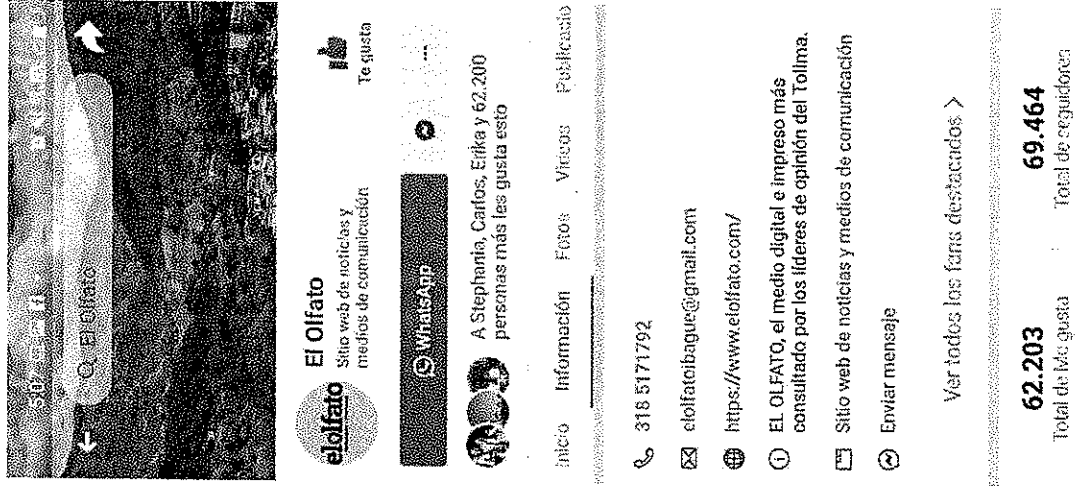 El Olfato
elolfato
El Olfato
Sitio web de noticias y
medios de comunicación
Te gusta
WhatsApp
...
A Stephania, Carlos, Erika y 62.200
personas más les gusta esto
Inicio Información Fotos Videos Publicacio
318 5171792
elolfatoibague@gmail.com
https://www.elolfato.com/
EL OLFATO, el medio digital e impreso más
consultado por los líderes de opinión del Tolima.
Sitio web de noticias y medios de comunicación
Enviar mensaje
Ver todos los fans destacados >
62.203 69.464
Total de Me gusta Total de seguidores